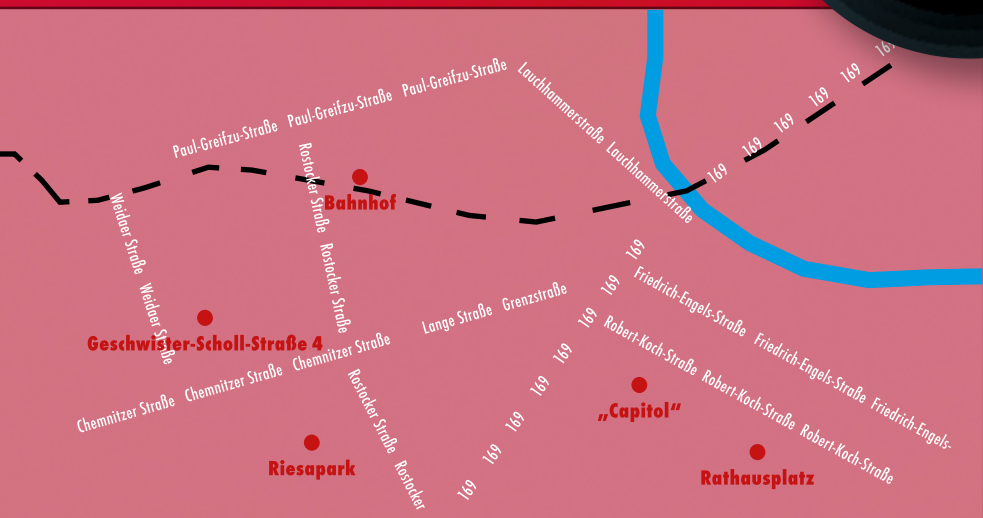 Paul-Greifzu-Straße Paul-Greifzu-Straße Paul-Greifzu-Straße
Lauchhammerstraße Lauchhammerstraße
169
169
169
169
169
169
Rostocker Straße Rostocker Straße
Bahnhof
Weidaer Straße Weidaer Straße
169
169
169
169
169
169
169
169
Friedrich-Engels-Straße Friedrich-Engels-Straße Friedrich-Engels-
Lange Straße Grenzstraße
Robert-Koch-Straße Robert-Koch-Straße Robert-Koch-Straße
Geschwister-Scholl-Straße 4
Chemnitzer Straße Chemnitzer Straße Chemnitzer Straße
Rostocker Straße Rostocker
„Capitol“
Riesapark
Rathausplatz